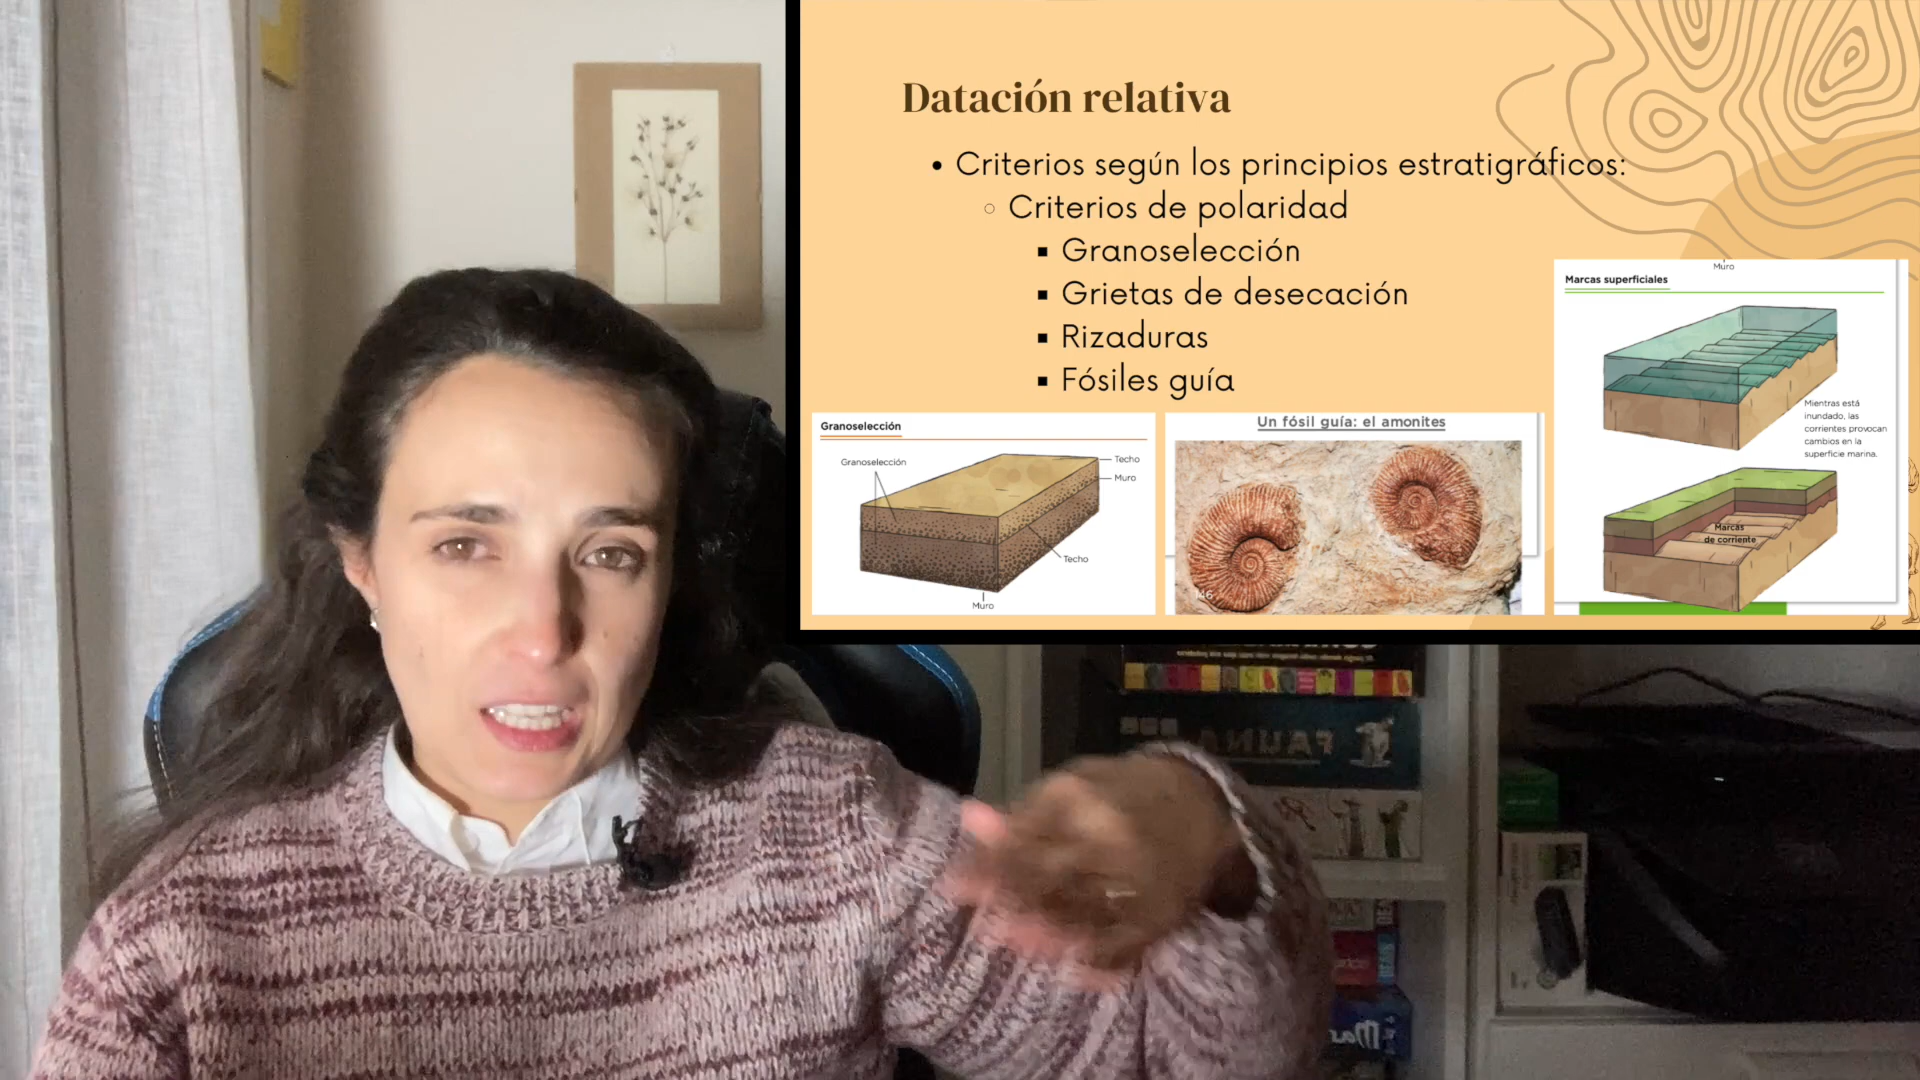 Datación relativa
Criterios según los principios estratigráficos:
Criterios de polaridad
Granoselección
Grietas de desecación
Rizaduras
Fósiles guía
Granoselección
Granoselección
Techo
Muro
Techo
Muro
Un fósil guía: el amonites
146
Muro
Marcas superficiales
Mientras está
inundado, las
corrientes provocan
cambios en la
superficie marina.
Marcas
de corriente
FAUNA